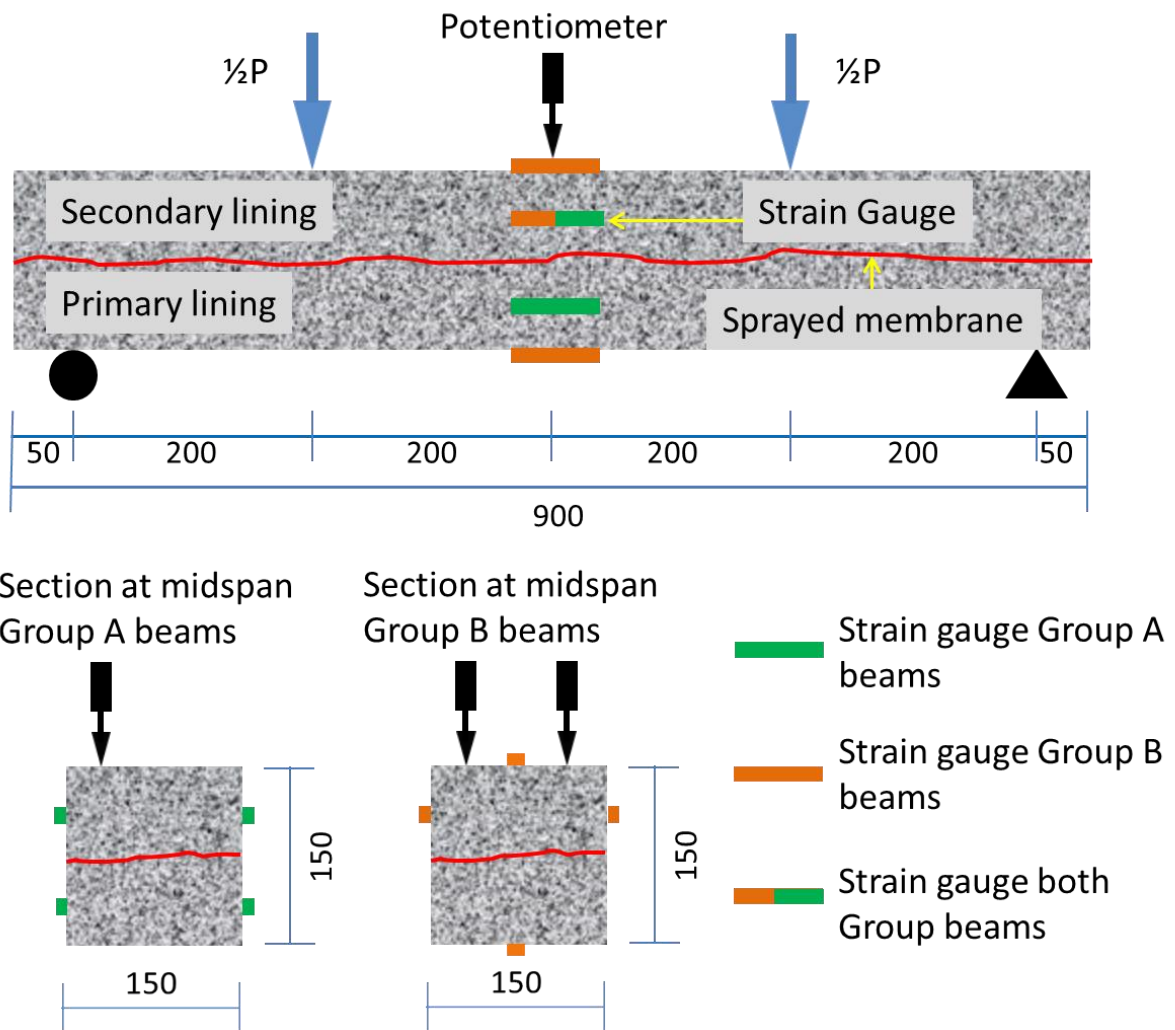 Potentiometer
½P
½P
Secondary lining
Strain Gauge
Primary lining
Sprayed membrane
50
200
200
200
200
50
900
Section at midspan
Group A beams
Section at midspan
Group B beams
Strain gauge Group A
beams
Strain gauge Group B
beams
Strain gauge both
Group beams
150
150
150
150